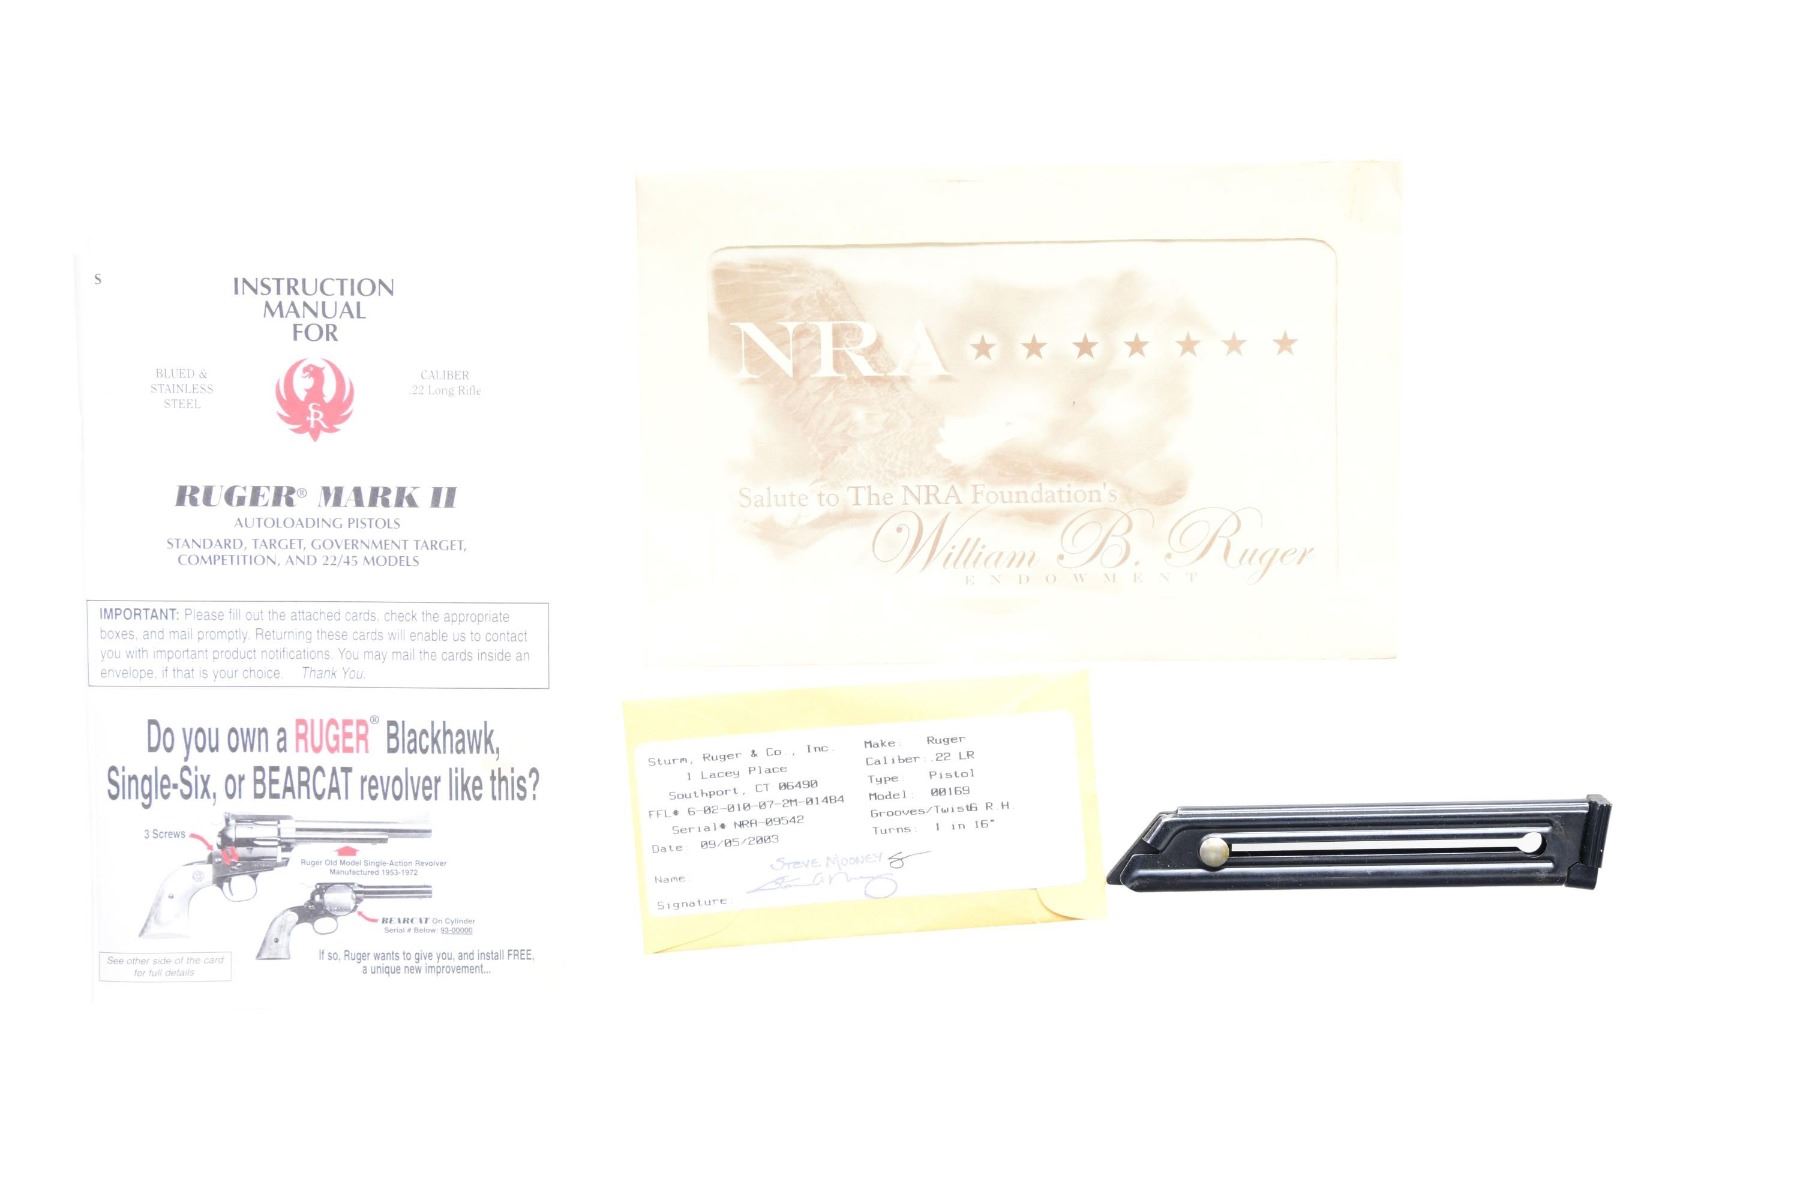 S
INSTRUCTION
MANUAL
FOR
BLUED &
STAINLESS
STEEL
CALIBER
.22 Long Rifle
SR
RUGER® MARK II
AUTOLOADING PISTOLS
STANDARD, TARGET, GOVERNMENT TARGET,
COMPETITION, AND 22/45 MODELS
IMPORTANT: Please fill out the attached cards, check the appropriate
boxes, and mail promptly. Returning these cards will enable us to contact
you with important product notifications. You may mail the cards inside an
envelope, if that is your choice. Thank You.
Do you own a RUGER® Blackhawk,
Single-Six, or BEARCAT revolver like this?
3 Screws
Ruger Old Model Single-Action Revolver
Manufactured 1953-1972
BEARCAT On Cylinder
Serial # Below: 93-00000
See other side of the card
for full details
If so, Ruger wants to give you, and install FREE,
a unique new improvement...
NRA
Salute to The NRA Foundation's
William B. Ruger
ENDOWMENT
Sturm, Ruger & Co., Inc.
1 Lacey Place
Southport, CT 06490
FFL# 6-02-010-07-2M-01484
Serial# NRA-09542
Date: 09/05/2003
Name: STEVE MOONEY
Signature:
Make: Ruger
Caliber: .22 LR
Type Pistol
Model: 00169
Grooves/Twist6 R.H.
Turns: 1 in 16"